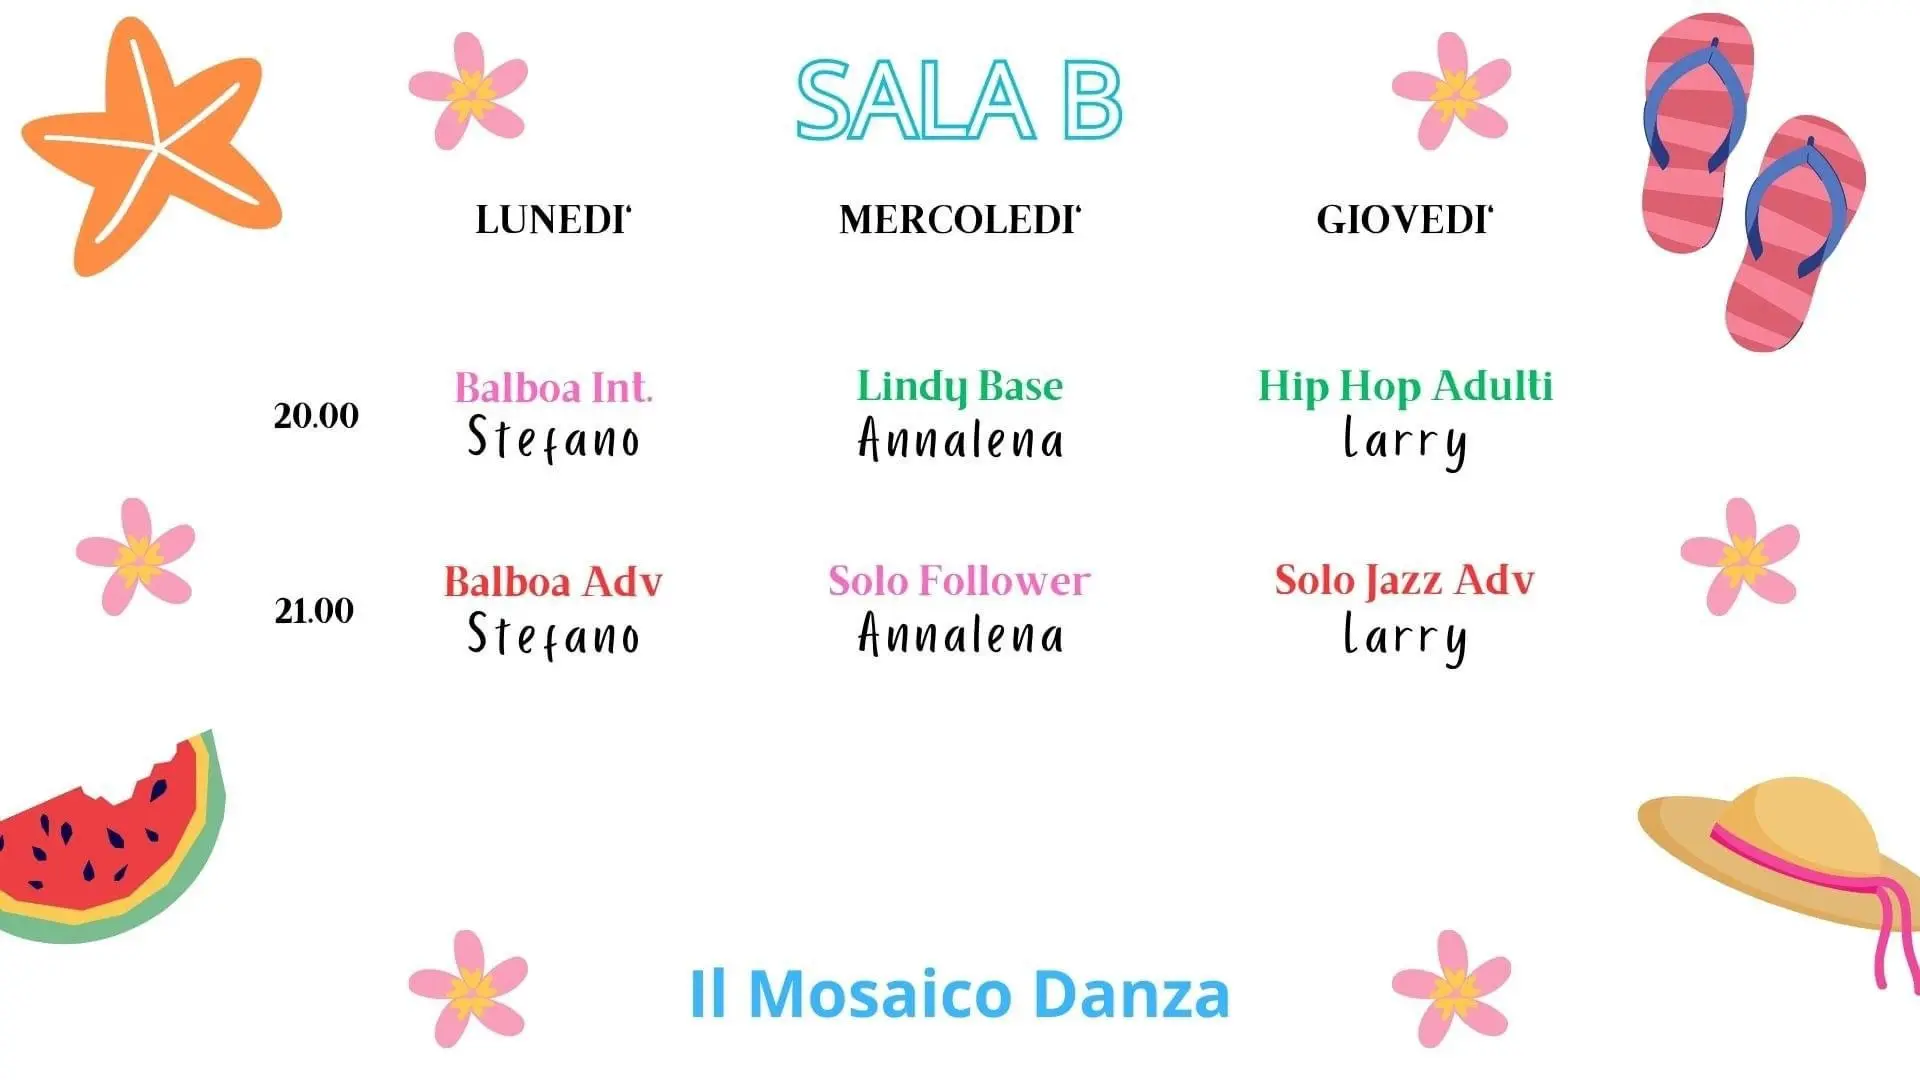 SALA B
LUNEDI‘ MERCOLEDI‘ GIOVEDI‘
20.00
Balboa Int. Lindy Base Hip Hop Adulti
Stefano Annalena Larry
21.00
Balboa Adv Solo Follower Solo Jazz Adv
Stefano Annalena Larry
Il Mosaico Danza